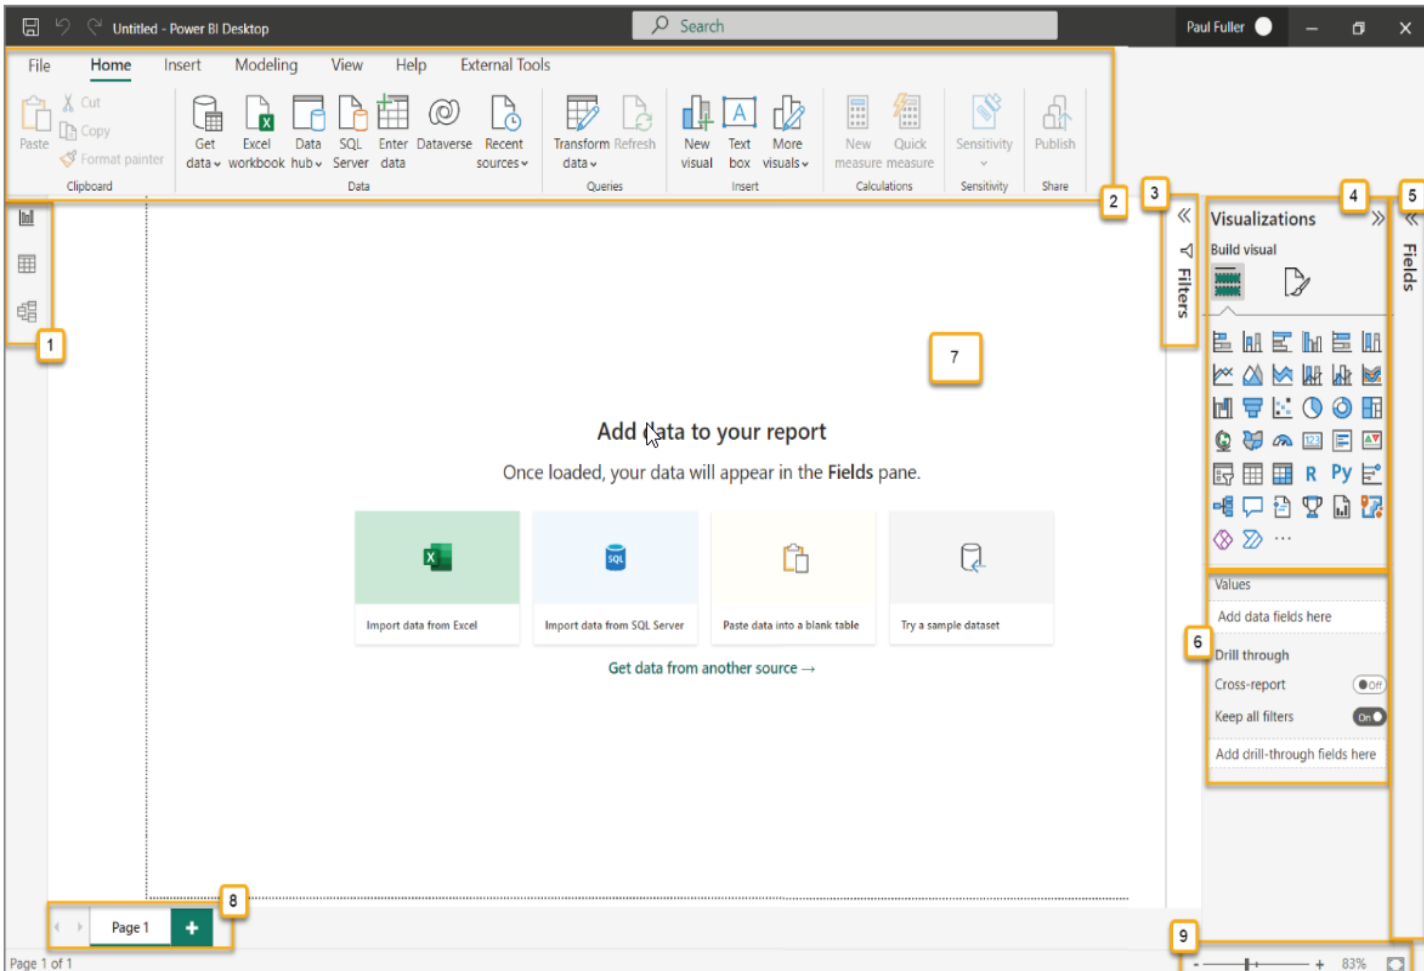 Untitled - Power BI Desktop
Search
Paul Fuller
File Home Insert Modeling View Help External Tools
Paste
Cut
Copy
Format painter
Clipboard
Get data
Excel workbook
Data hub
SQL Server
Enter data
Dataverse
Recent sources
Data
Transform data
Refresh
Queries
New visual
Text box
More visuals
Insert
New measure
Quick measure
Calculations
Sensitivity
Sensitivity
Publish
Share
2
3
4
5
1
Filters
Visualizations
Build visual
Fields
123
R
Py
7
Add data to your report
Once loaded, your data will appear in the Fields pane.
X
SQL
Import data from Excel
Import data from SQL Server
Paste data into a blank table
Try a sample dataset
Get data from another source →
Values
Add data fields here
6
Drill through
Cross-report Off
Keep all filters On
Add drill-through fields here
8
Page 1 +
9
Page 1 of 1
- + 83%